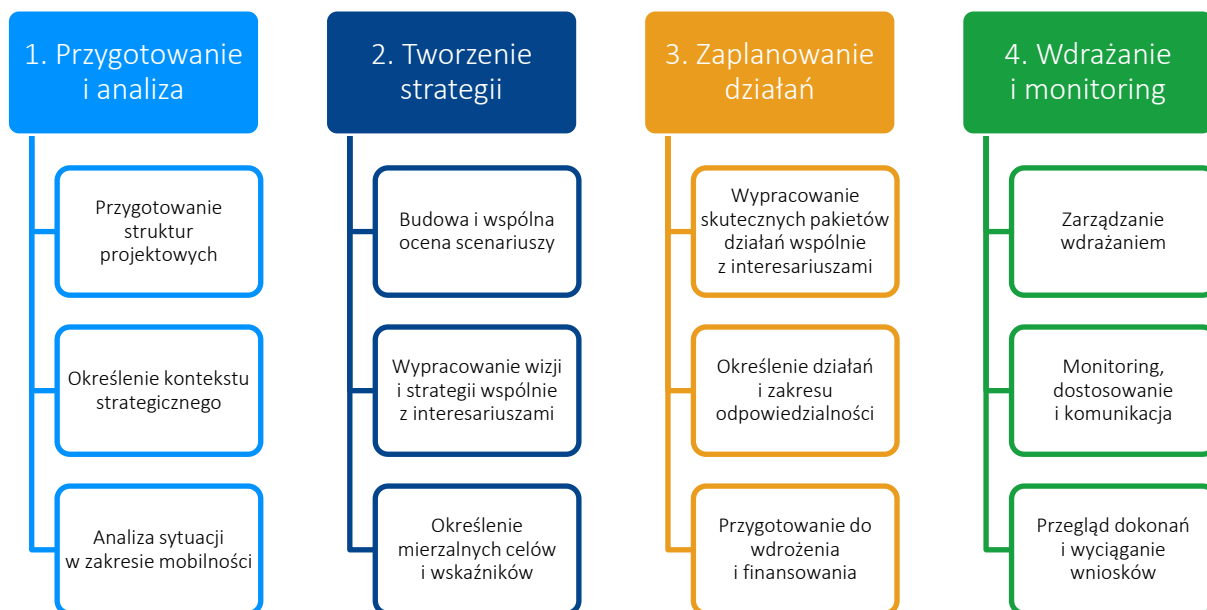 1. Przygotowanie
i analiza
Przygotowanie
struktur
projektowych
Określenie kontekstu
strategicznego
Analiza sytuacji
w zakresie mobilności
2. Tworzenie
strategii
Budowa i wspólna
ocena scenariuszy
Wypracowanie wizji
i strategii wspólnie
z interesariuszami
Określenie
mierzalnych celów
i wskaźników
3. Zaplanowanie
działań
Wypracowanie
skutecznych pakietów
działań wspólnie
z interesariuszami
Określenie działań
i zakresu
odpowiedzialności
Przygotowanie do
wdrożenia
i finansowania
4. Wdrażanie
i monitoring
Zarządzanie
wdrażaniem
Monitoring,
dostosowanie
i komunikacja
Przegląd dokonań
i wyciąganie
wniosków